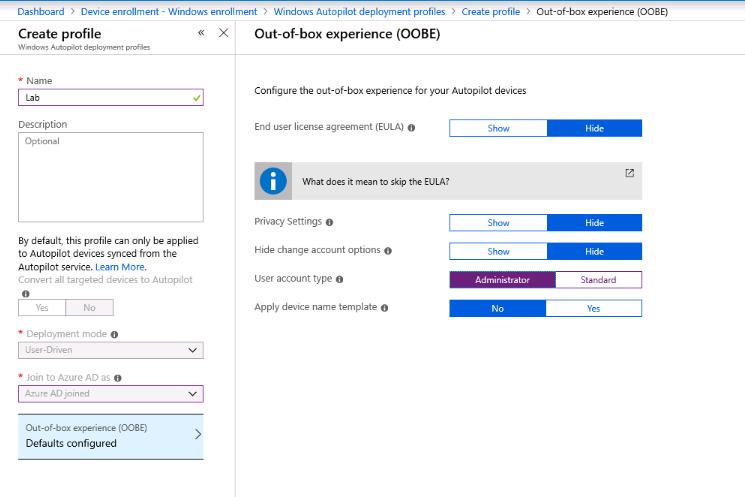 Dashboard > Device enrollment - Windows enrollment > Windows Autopilot deployment profiles > Create profile > Out-of-box experience (OOBE)
Create profile
Windows Autopilot deployment profiles
* Name
Lab
Description
Optional
By default, this profile can only be applied
to Autopilot devices synced from the
Autopilot service. Learn More.
Convert all targeted devices to Autopilot
Yes No
* Deployment mode
User-Driven
* Join to Azure AD as
Azure AD joined
Out-of-box experience (OOBE)
Defaults configured
Out-of-box experience (OOBE)
Configure the out-of-box experience for your Autopilot devices
End user license agreement (EULA) Show Hide
What does it mean to skip the EULA?
Privacy Settings Show Hide
Hide change account options Show Hide
User account type Administrator Standard
Apply device name template No Yes